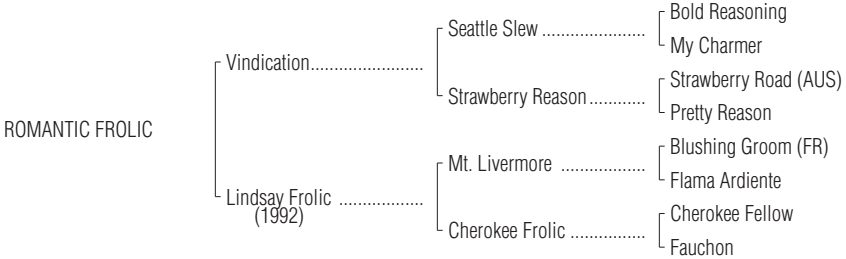 Bold Reasoning
Seattle Slew ......................
My Charmer
Vindication........................
Strawberry Road (AUS)
Strawberry Reason............
Pretty Reason
ROMANTIC FROLIC
Blushing Groom (FR)
Mt. Livermore ..................
Flama Ardiente
Lindsay Frolic ..................
(1992)
Cherokee Fellow
Cherokee Frolic ................
Fauchon